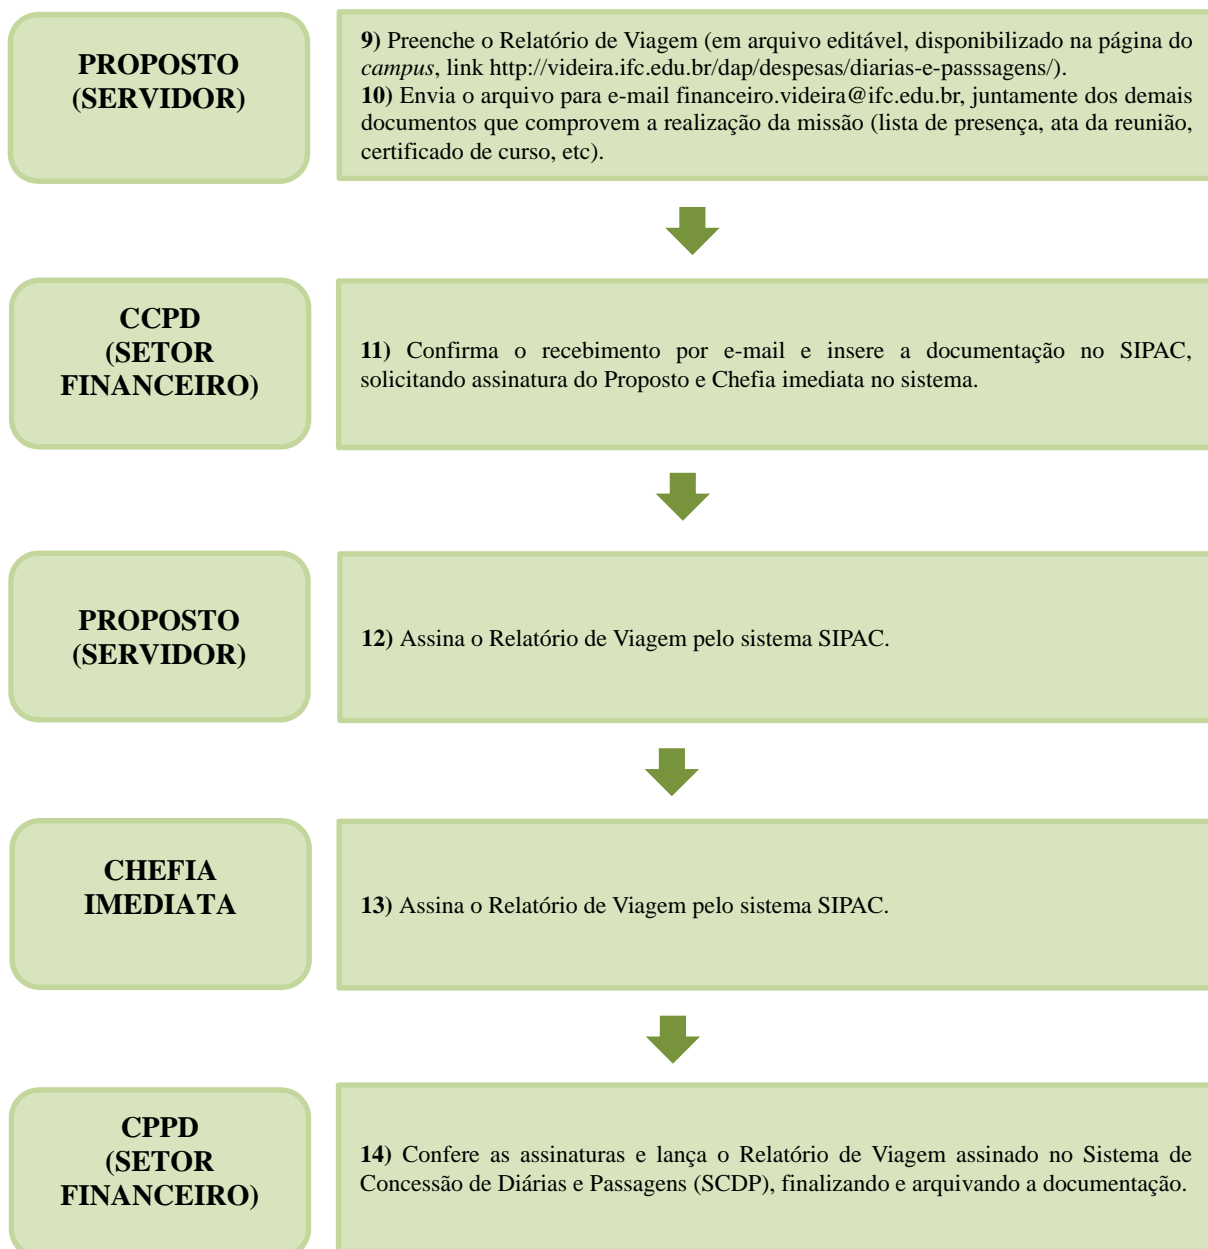 PROPOSTO
(SERVIDOR)
9) Preenche o Relatório de Viagem (em arquivo editável, disponibilizado na página do
campus, link http://videira.ifc.edu.br/dap/despesas/diarias-e-passsagens/).
10) Envia o arquivo para e-mail financeiro.videira@ifc.edu.br, juntamente dos demais
documentos que comprovem a realização da missão (lista de presença, ata da reunião,
certificado de curso, etc).
CCPD
(SETOR
FINANCEIRO)
11) Confirma o recebimento por e-mail e insere a documentação no SIPAC,
solicitando assinatura do Proposto e Chefia imediata no sistema.
PROPOSTO
(SERVIDOR)
12) Assina o Relatório de Viagem pelo sistema SIPAC.
CHEFIA
IMEDIATA
13) Assina o Relatório de Viagem pelo sistema SIPAC.
CPPD
(SETOR
FINANCEIRO)
14) Confere as assinaturas e lança o Relatório de Viagem assinado no Sistema de
Concessão de Diárias e Passagens (SCDP), finalizando e arquivando a documentação.